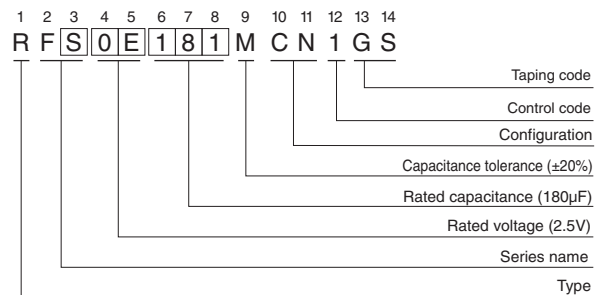 1 2 3 4 5 6 7 8 9 10 11 12 13 14
R F S 0 E 1 8 1 M C N 1 G S
Taping code
Control code
Configuration
Capacitance tolerance (±20%)
Rated capacitance (180μF)
Rated voltage (2.5V)
Series name
Type